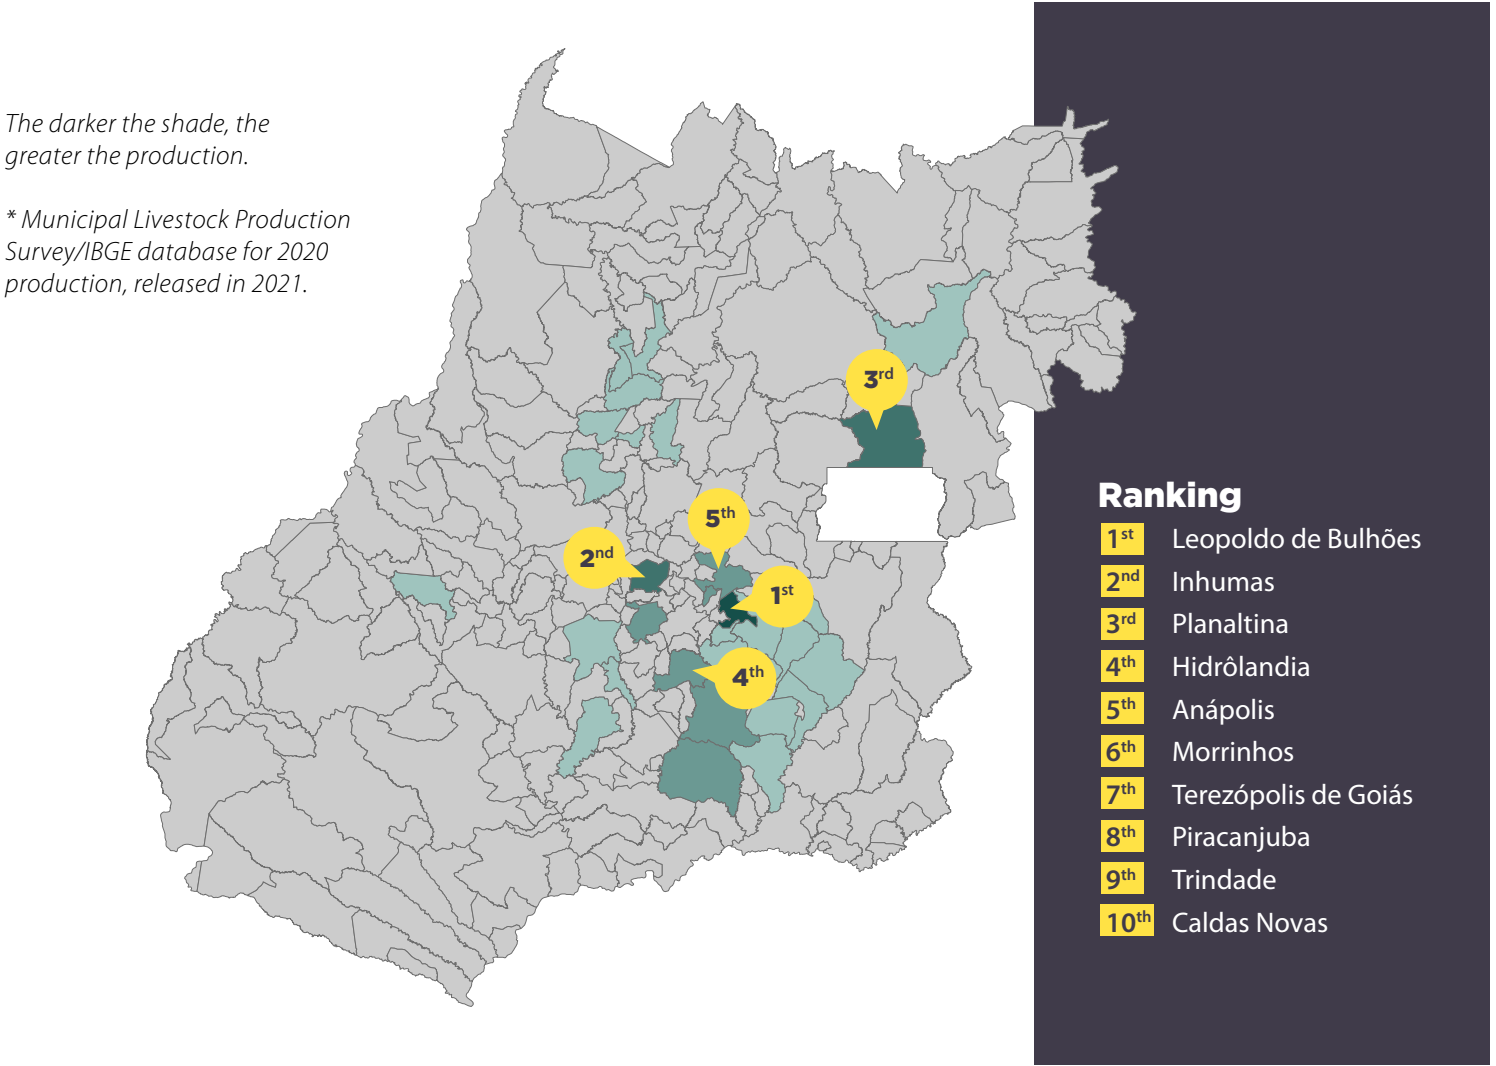 The darker the shade, the
greater the production.
* Municipal Livestock Production
Survey/IBGE database for 2020
production, released in 2021.
3rd
5th
2nd
1st
4th
Ranking
1st Leopoldo de Bulhões
2nd Inhumas
3rd Planaltina
4th Hidrôlandia
5th Anápolis
6th Morrinhos
7th Terezópolis de Goiás
8th Piracanjuba
9th Trindade
10th Caldas Novas